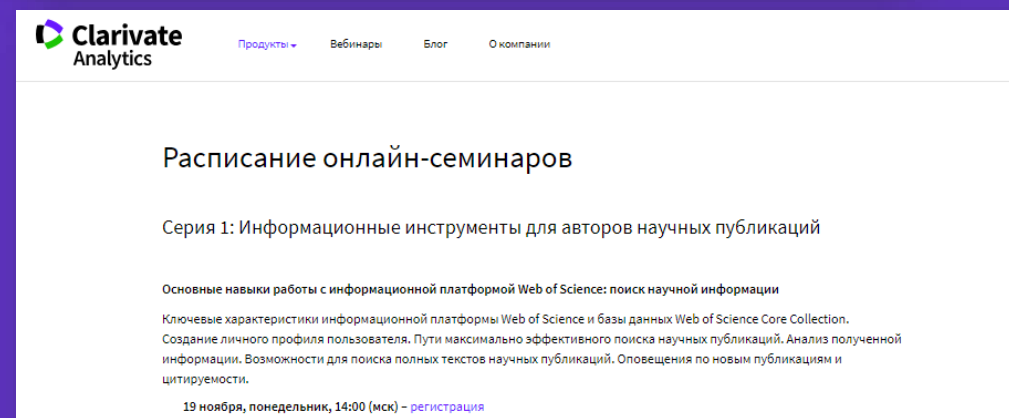 Clarivate
Analytics
Продукты Вебинары Блог О компании
Расписание онлайн-семинаров
Серия 1: Информационные инструменты для авторов научных публикаций
Основные навыки работы с информационной платформой Web of Science: поиск научной информации
Ключевые характеристики информационной платформы Web of Science и базы данных Web of Science Core Collection.
Создание личного профиля пользователя. Пути максимально эффективного поиска научных публикаций. Анализ полученной
информации. Возможности для поиска полных текстов научных публикаций. Оповещения по новым публикациям и
цитируемости.
19 ноября, понедельник, 14:00 (мск) – регистрация